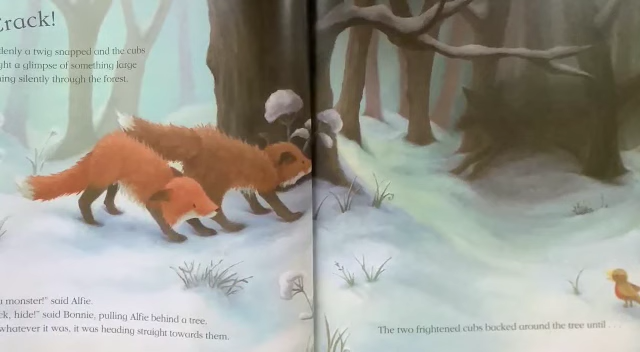 Crack!
denly a twig snapped and the cubs
ght a glimpse of something large
ing silently through the forest.
monster!" said Alfie.
ck, hide!" said Bonnie, pulling Alfie behind a tree.
whatever it was, it was heading straight towards them.
The two frightened cubs backed around the tree until . . .